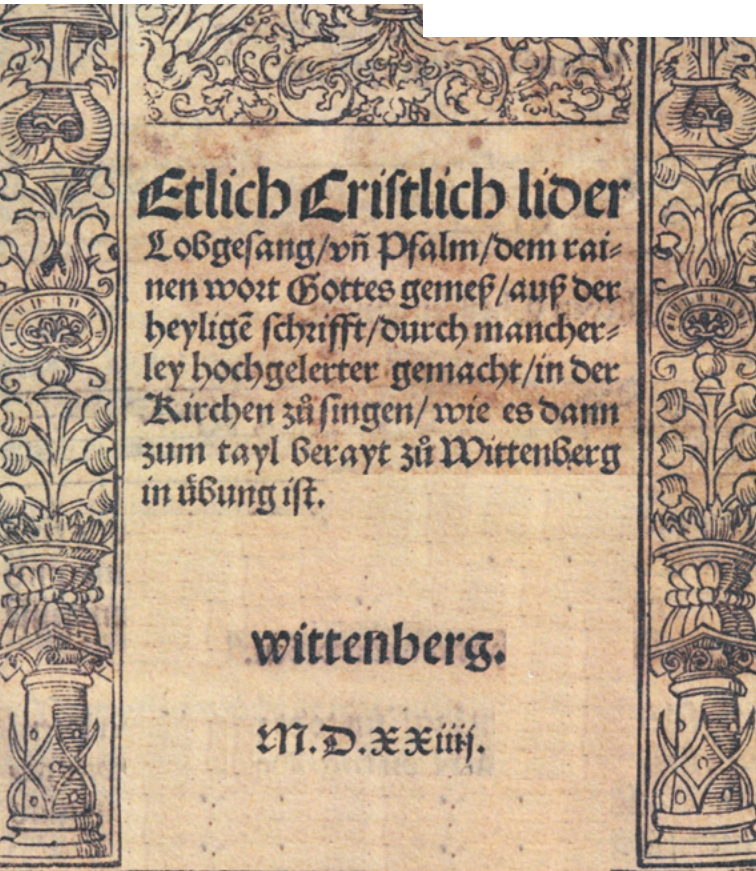 Etlich Cristlich lider
Lobgesang/vñ Psalm/dem rai⸗
nen wort Gottes gemeß/auß der
heyligẽ schrifft/durch mancher⸗
ley hochgelerter gemacht/in der
Kirchen zů singen/ wie es dann
zum tayl berayt zů Wittenberg
in übung ist.
wittenberg.
M.D.XXiiij.